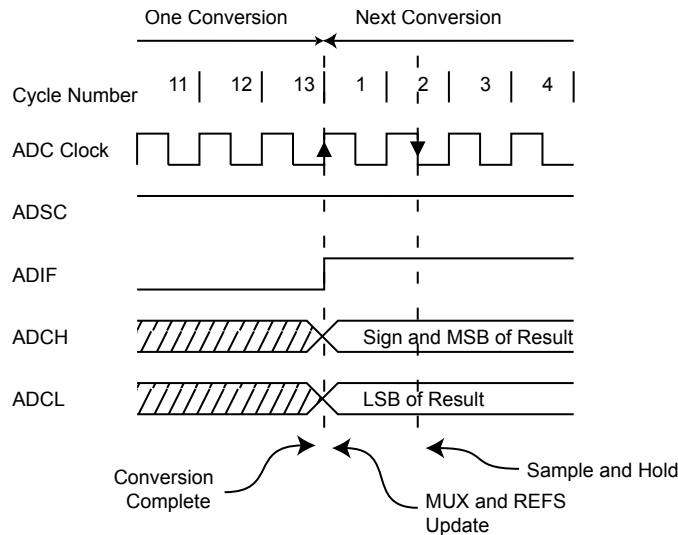 One Conversion Next Conversion
Cycle Number 11 12 13 1 2 3 4
ADC Clock
ADSC
ADIF
ADCH Sign and MSB of Result
ADCL LSB of Result
Conversion
Complete
MUX and REFS
Update
Sample and Hold